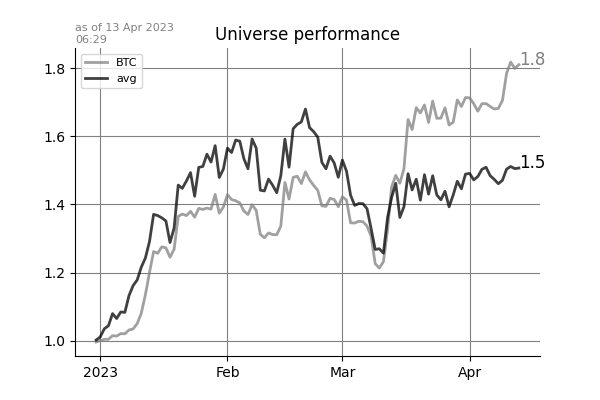 as of 13 Apr 2023
06:29
Universe performance
BTC
avg
1.8
1.5
1.8
1.6
1.4
1.2
1.0
2023
Feb
Mar
Apr